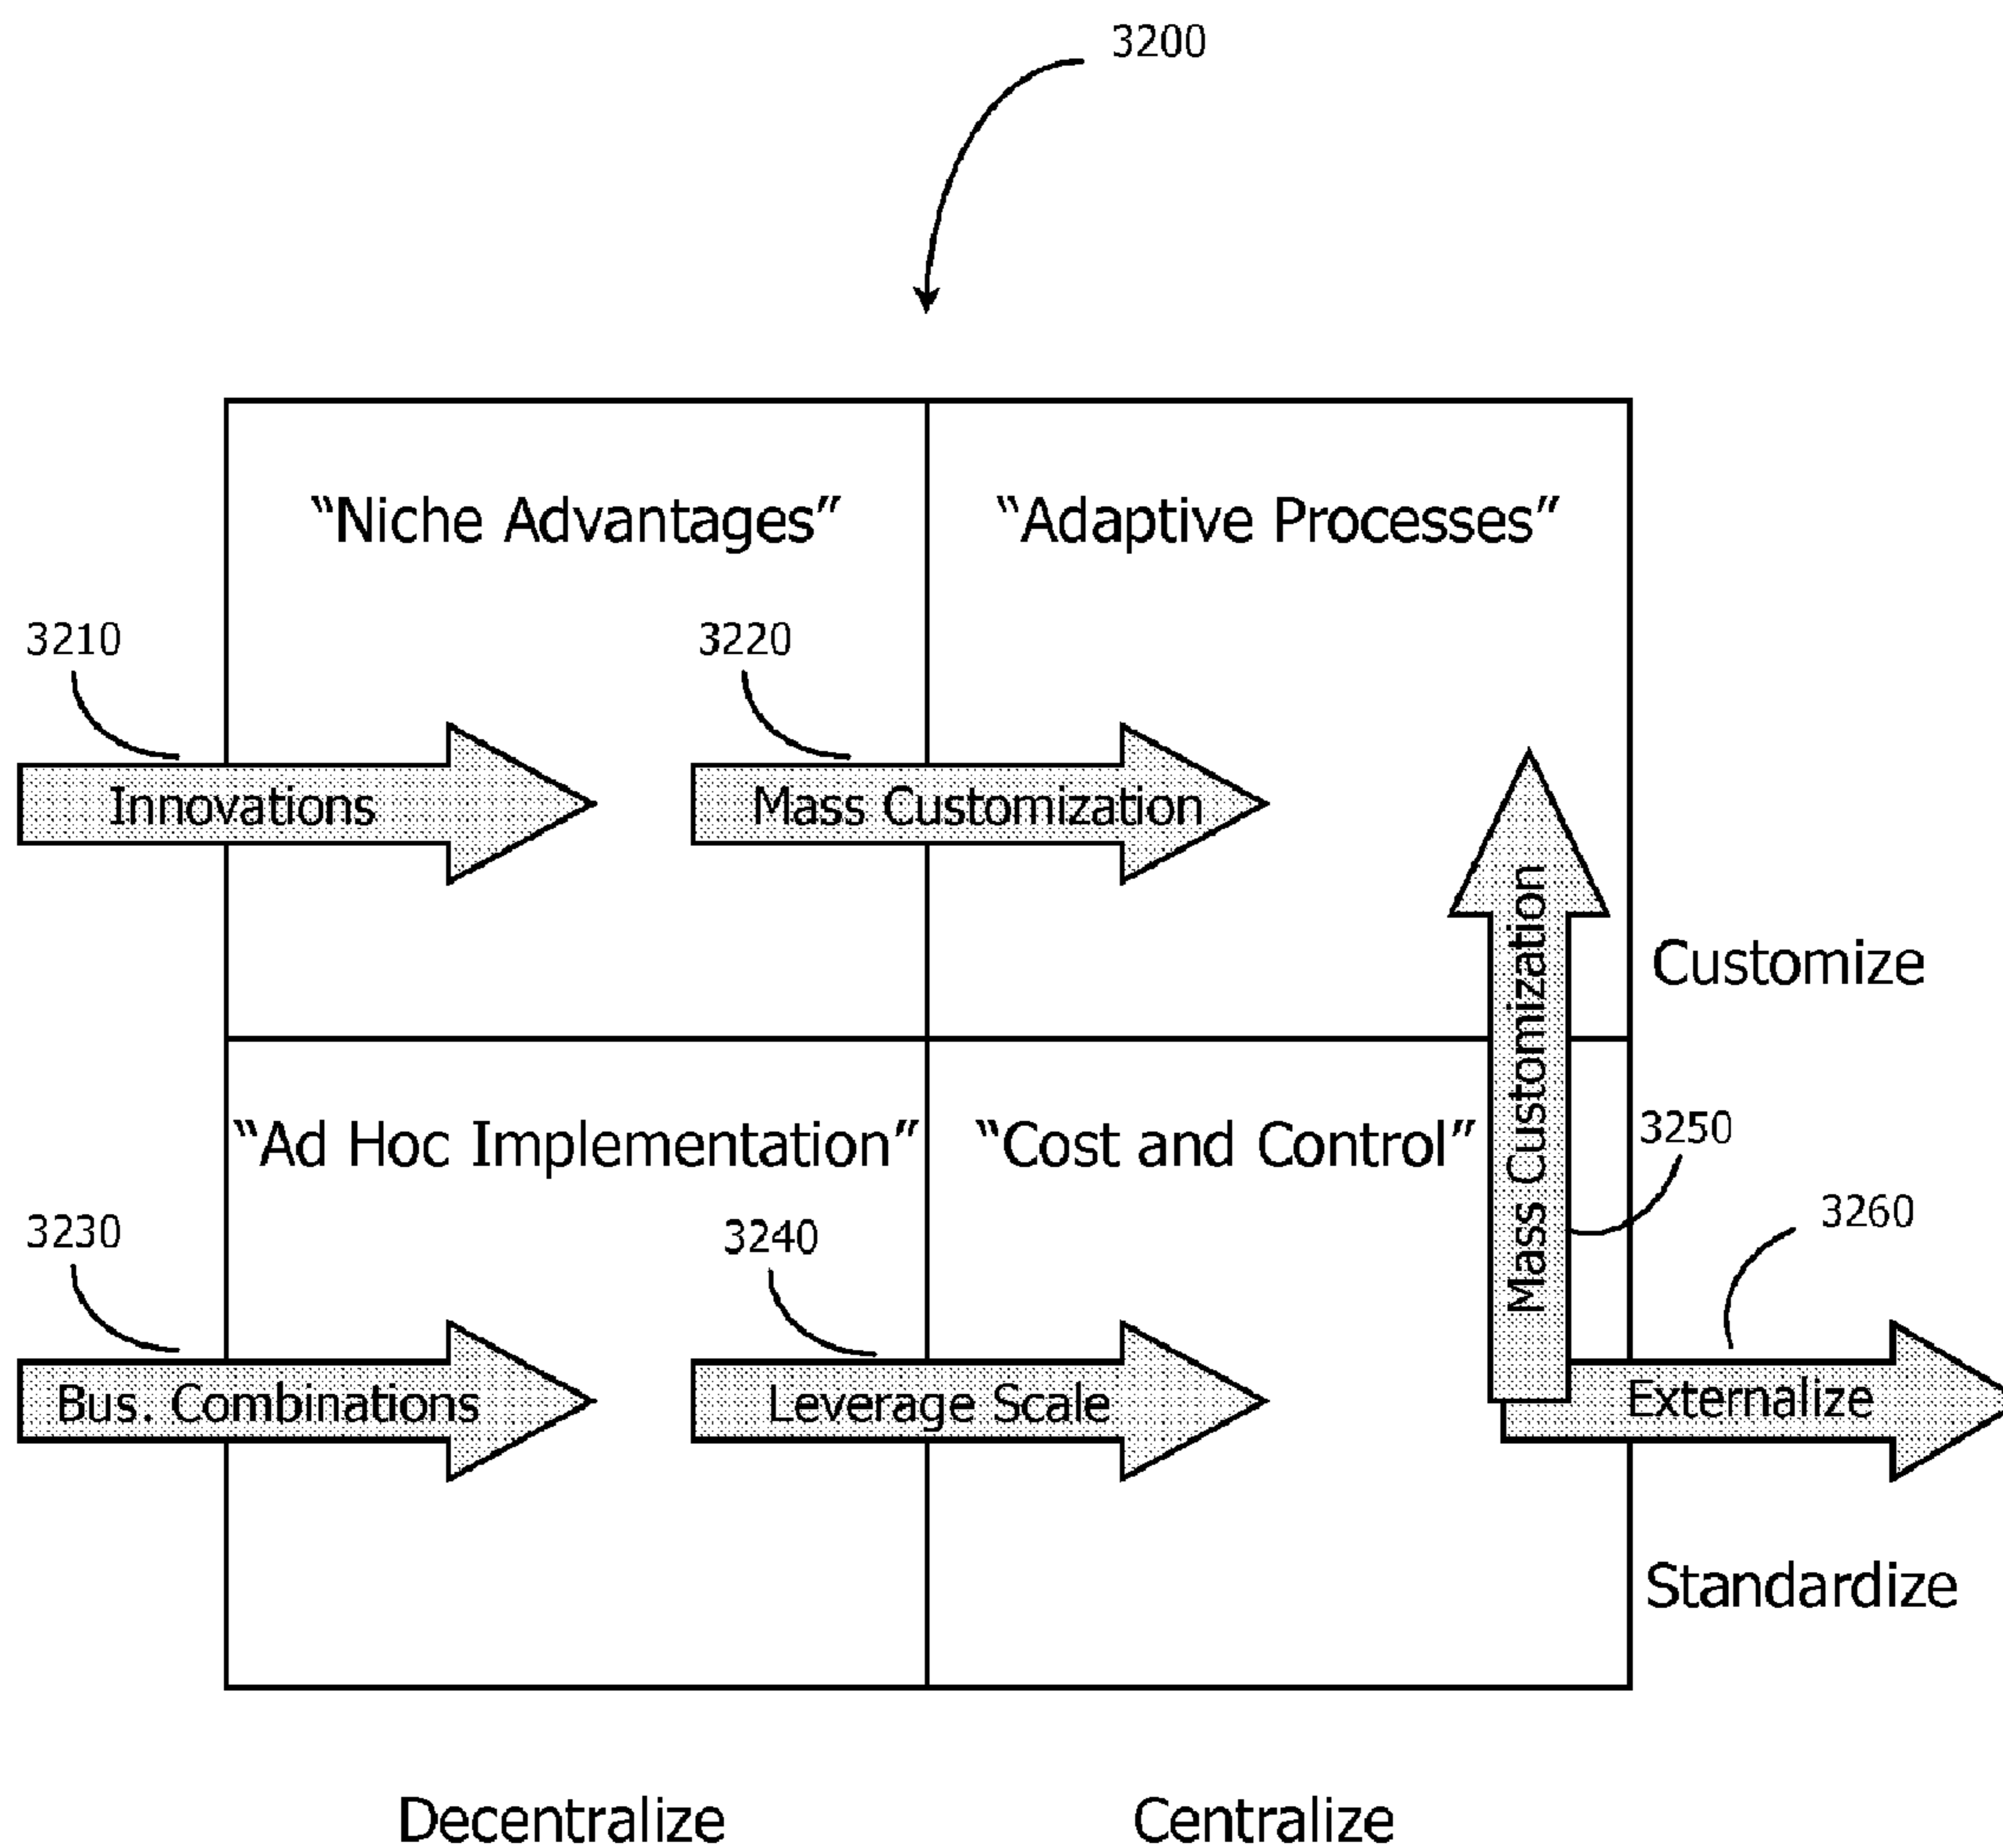 3200
“Niche Advantages”
“Adaptive Processes”
3210
3220
Innovations
Mass Customization
Mass Customization
Customize
“Ad Hoc Implementation”
“Cost and Control”
3250
3230
3240
3260
Bus. Combinations
Leverage Scale
Externalize
Standardize
Decentralize
Centralize